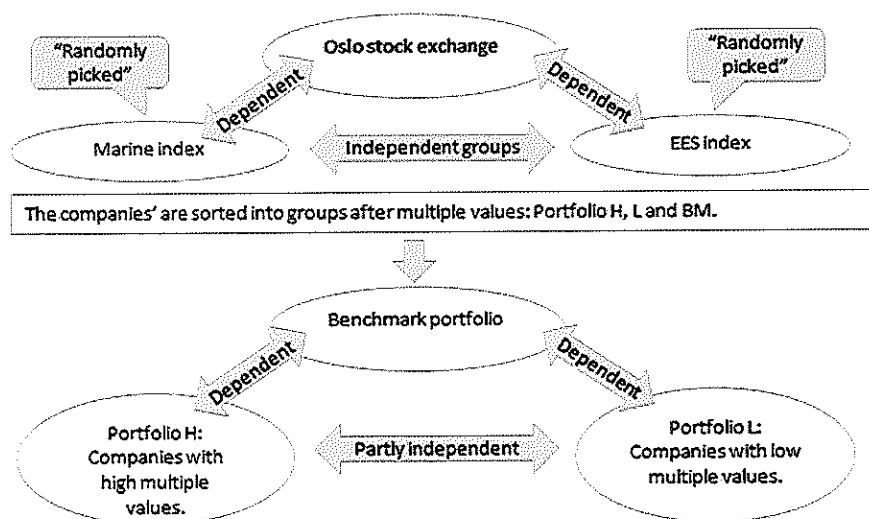 "Randomly
picked"
Oslo stock exchange
"Randomly
picked"
Dependent
Dependent
Marine index
Independent groups
EES index
The companies' are sorted into groups after multiple values: Portfolio H, L and BM.
Benchmark portfolio
Dependent
Dependent
Portfolio H:
Companies with
high multiple
values.
Partly independent
Portfolio L:
Companies with low
multiple values.